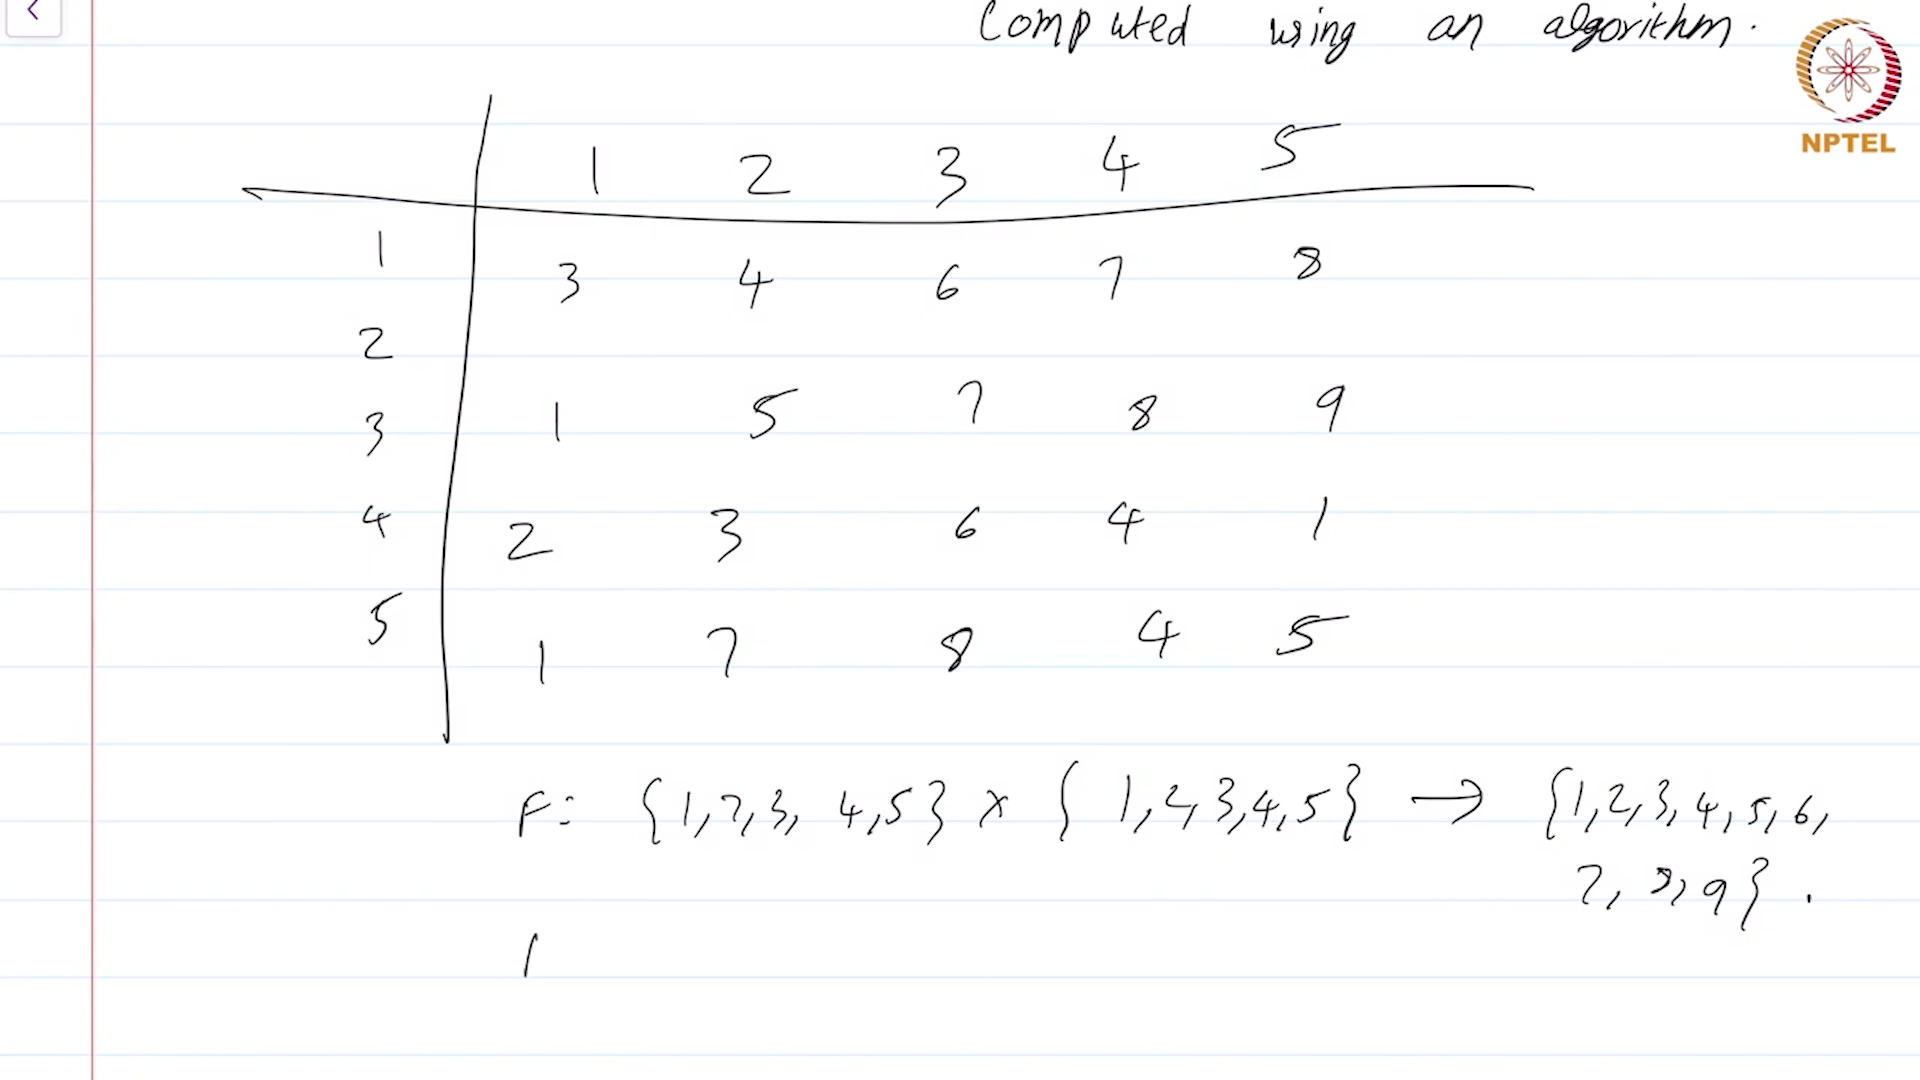 Computed using an algorithm.
NPTEL
1 2 3 4 5
1 3 4 6 7 8
2
3 1 5 7 8 9
4 2 3 6 4 1
5 1 7 8 4 5
F: {1,2,3, 4,5} × { 1,2,3,4,5} → {1,2,3,4,5,6,
7, 8,9} .